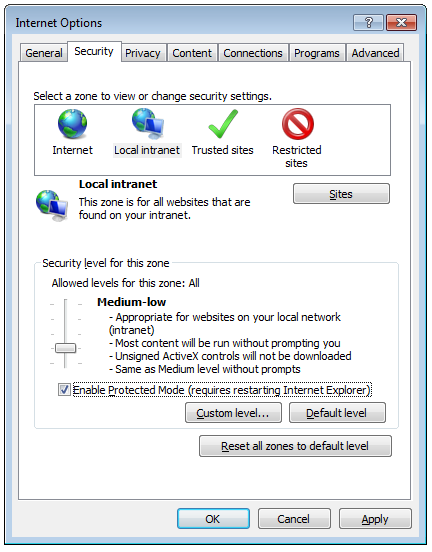 Internet Options
General Security Privacy Content Connections Programs Advanced
Select a zone to view or change security settings.
Internet Local intranet Trusted sites Restricted
sites
Local intranet
This zone is for all websites that are
found on your intranet.
Sites
Security level for this zone
Allowed levels for this zone: All
Medium-low
- Appropriate for websites on your local network
(intranet)
- Most content will be run without prompting you
- Unsigned ActiveX controls will not be downloaded
- Same as Medium level without prompts
Enable Protected Mode (requires restarting Internet Explorer)
Custom level... Default level
Reset all zones to default level
OK Cancel Apply